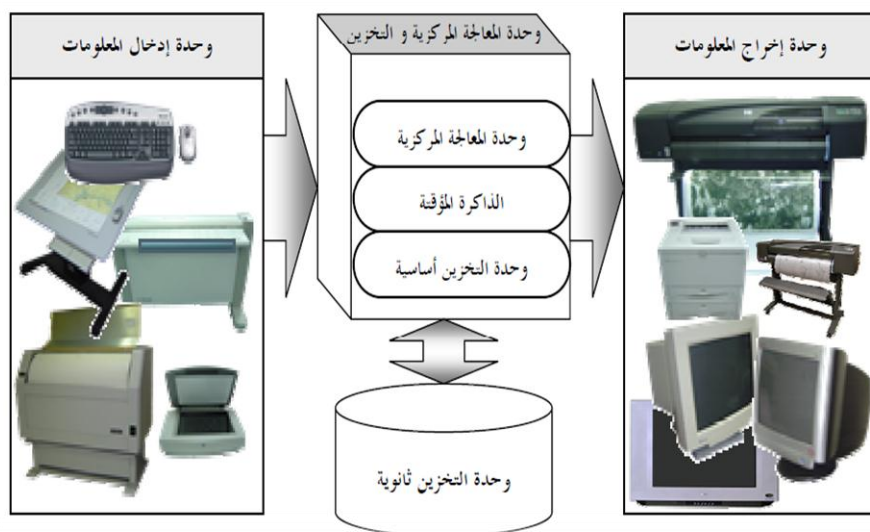 وحدة إدخال المعلومات
وحدة المعالجة المركزية و التخزين
وحدة إخراج المعلومات
وحدة المعالجة المركزية
الذاكرة المؤقتة
وحدة التخزين أساسية
وحدة التخزين ثانوية